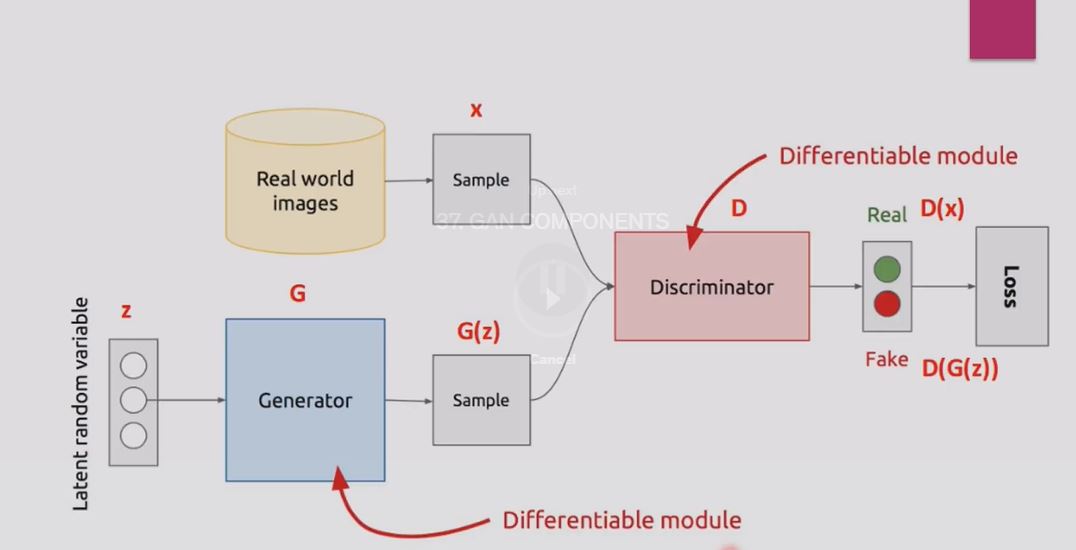 x
Real world
images
Sample
Differentiable module
Up next
37. GAN COMPONENTS
D
Real D(x)
Discriminator
Loss
G
z
Latent random variable
G(z)
Cancel
Generator
Sample
Fake D(G(z))
Differentiable module